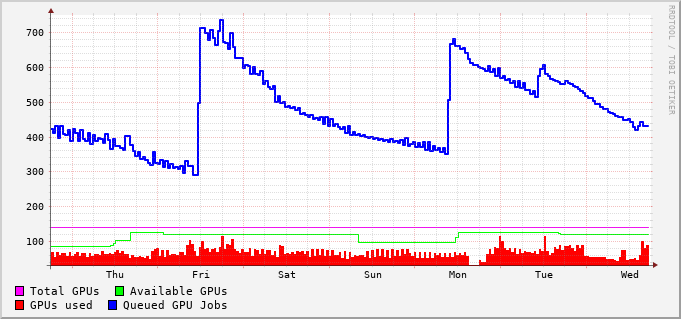 RRDTOOL / TOBI OETIKER
700
600
500
400
300
200
100
Thu Fri Sat Sun Mon Tue Wed
Total GPUs Available GPUs
GPUs used Queued GPU Jobs